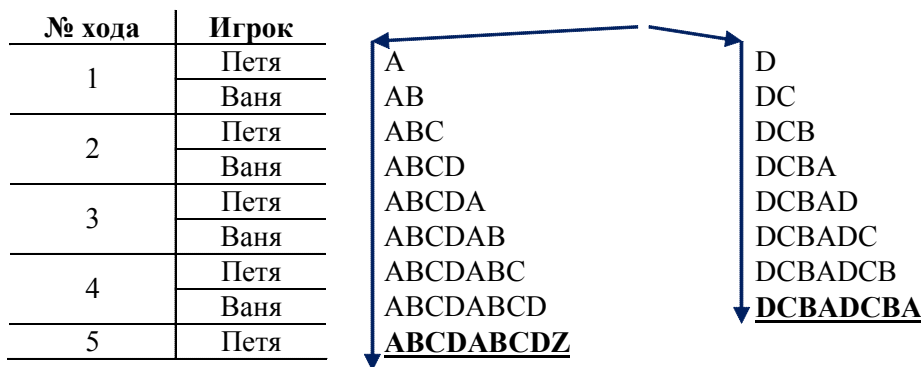 № хода Игрок
1 Петя A D
Ваня AB DC
2 Петя ABC DCB
Ваня ABCD DCBA
3 Петя ABCDA DCBAD
Ваня ABCDAB DCBADC
4 Петя ABCDABC DCBADCB
Ваня ABCDABCD DCBADCBA
5 Петя ABCDABCDZ